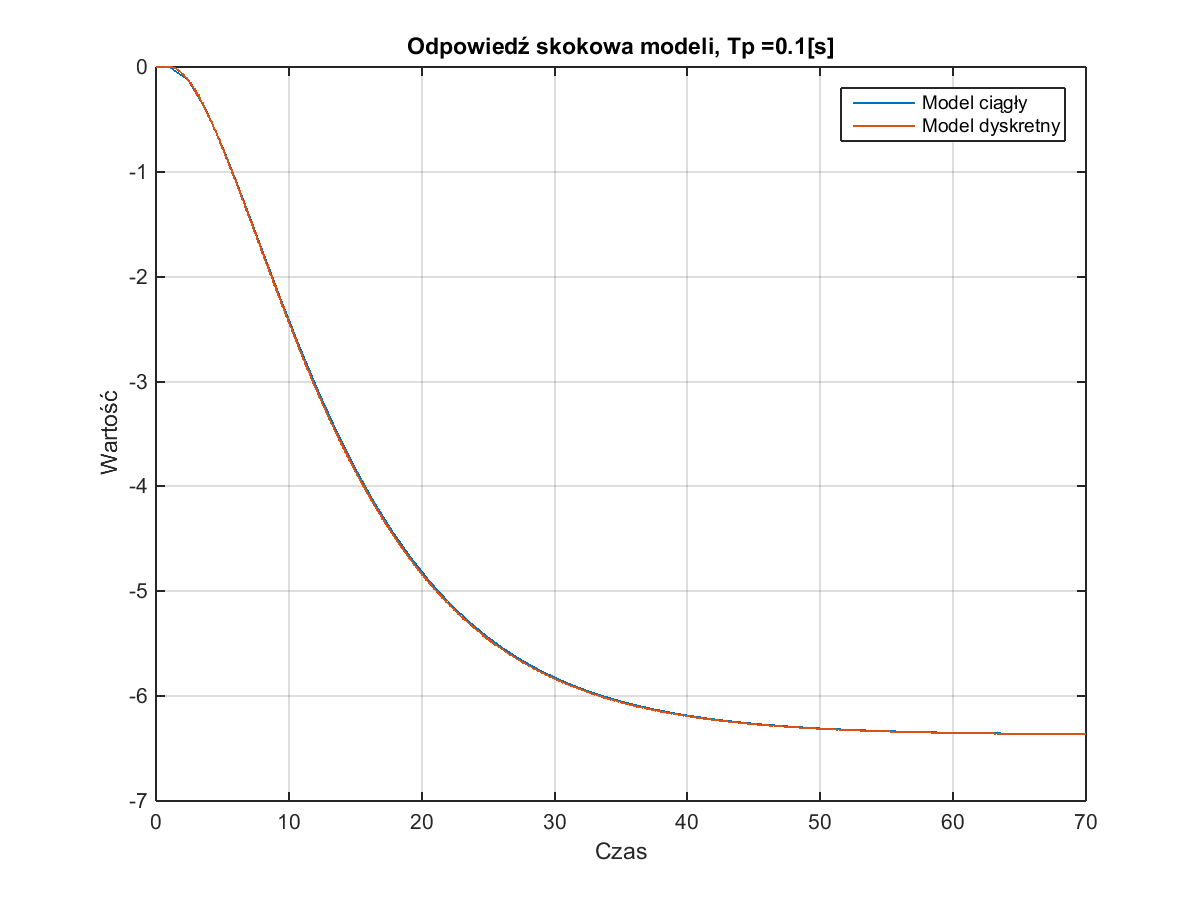 Odpowiedź skokowa modeli, Tp =0.1[s]
Model ciągły
Model dyskretny
0
-1
-2
-3
-4
-5
-6
-7
Wartość
0 10 20 30 40 50 60 70
Czas